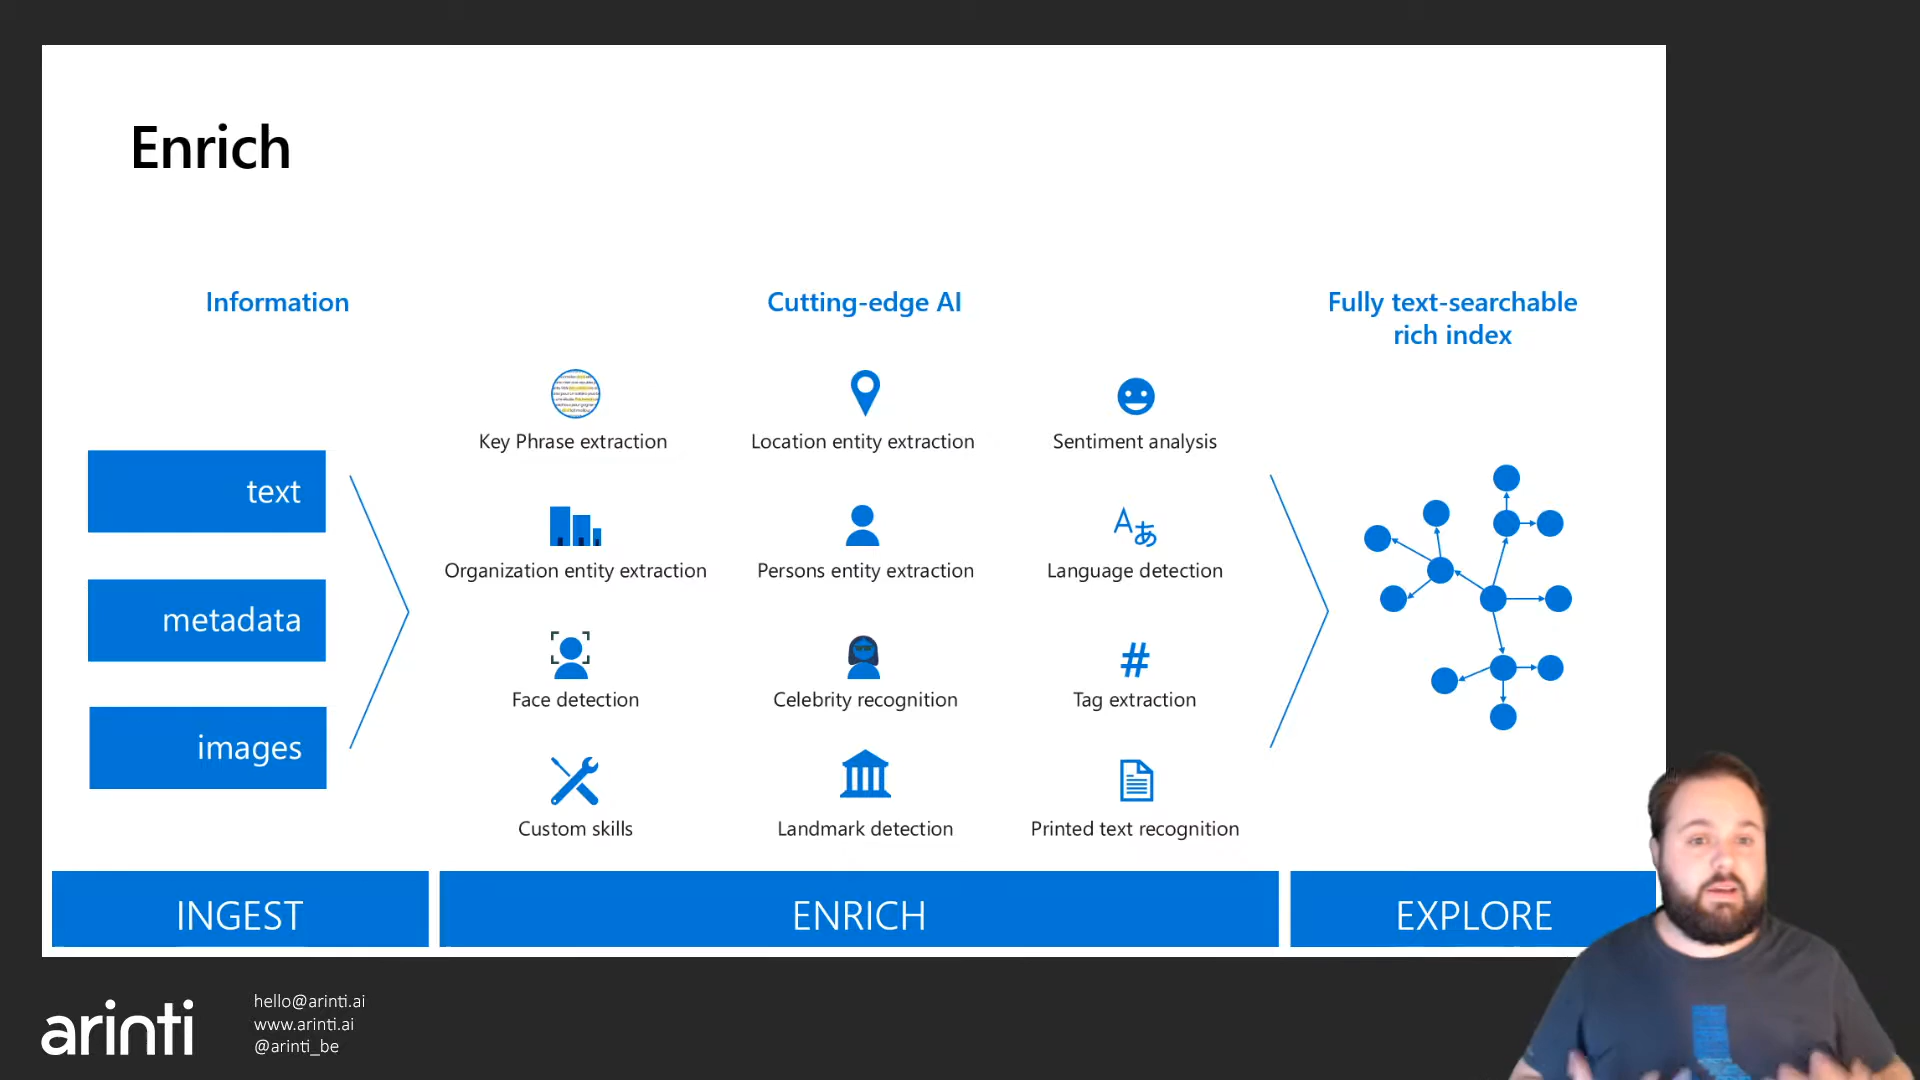 Enrich
Information
Cutting-edge AI
Fully text-searchable
rich index
Key Phrase extraction
Location entity extraction
Sentiment analysis
text
Organization entity extraction
Persons entity extraction
Language detection
metadata
Face detection
Celebrity recognition
#
Tag extraction
images
Custom skills
Landmark detection
Printed text recognition
INGEST
ENRICH
EXPLORE
arinti
hello@arinti.ai
www.arinti.ai
@arinti_be